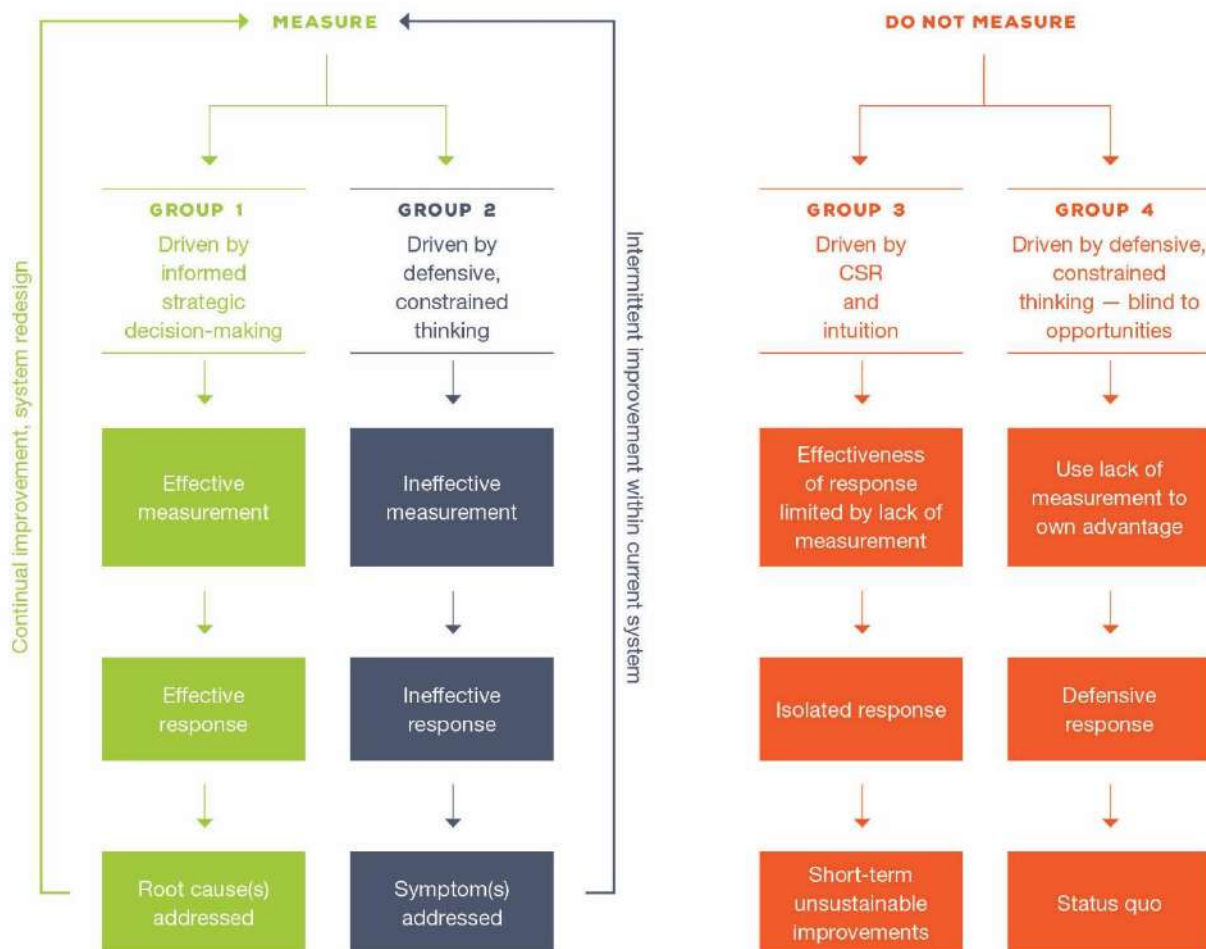 MEASURE
DO NOT MEASURE
Continual improvement, system redesign
GROUP 1
Driven by
informed
strategic
decision-making
Effective
measurement
Effective
response
Root cause(s)
addressed
GROUP 2
Driven by
defensive,
constrained
thinking
Ineffective
measurement
Ineffective
response
Symptom(s)
addressed
Intermittent improvement within current system
GROUP 3
Driven by
CSR
and
intuition
Effectiveness
of response
limited by lack of
measurement
Isolated response
Short-term
unsustainable
improvements
GROUP 4
Driven by defensive,
constrained
thinking — blind to
opportunities
Use lack of
measurement to
own advantage
Defensive
response
Status quo